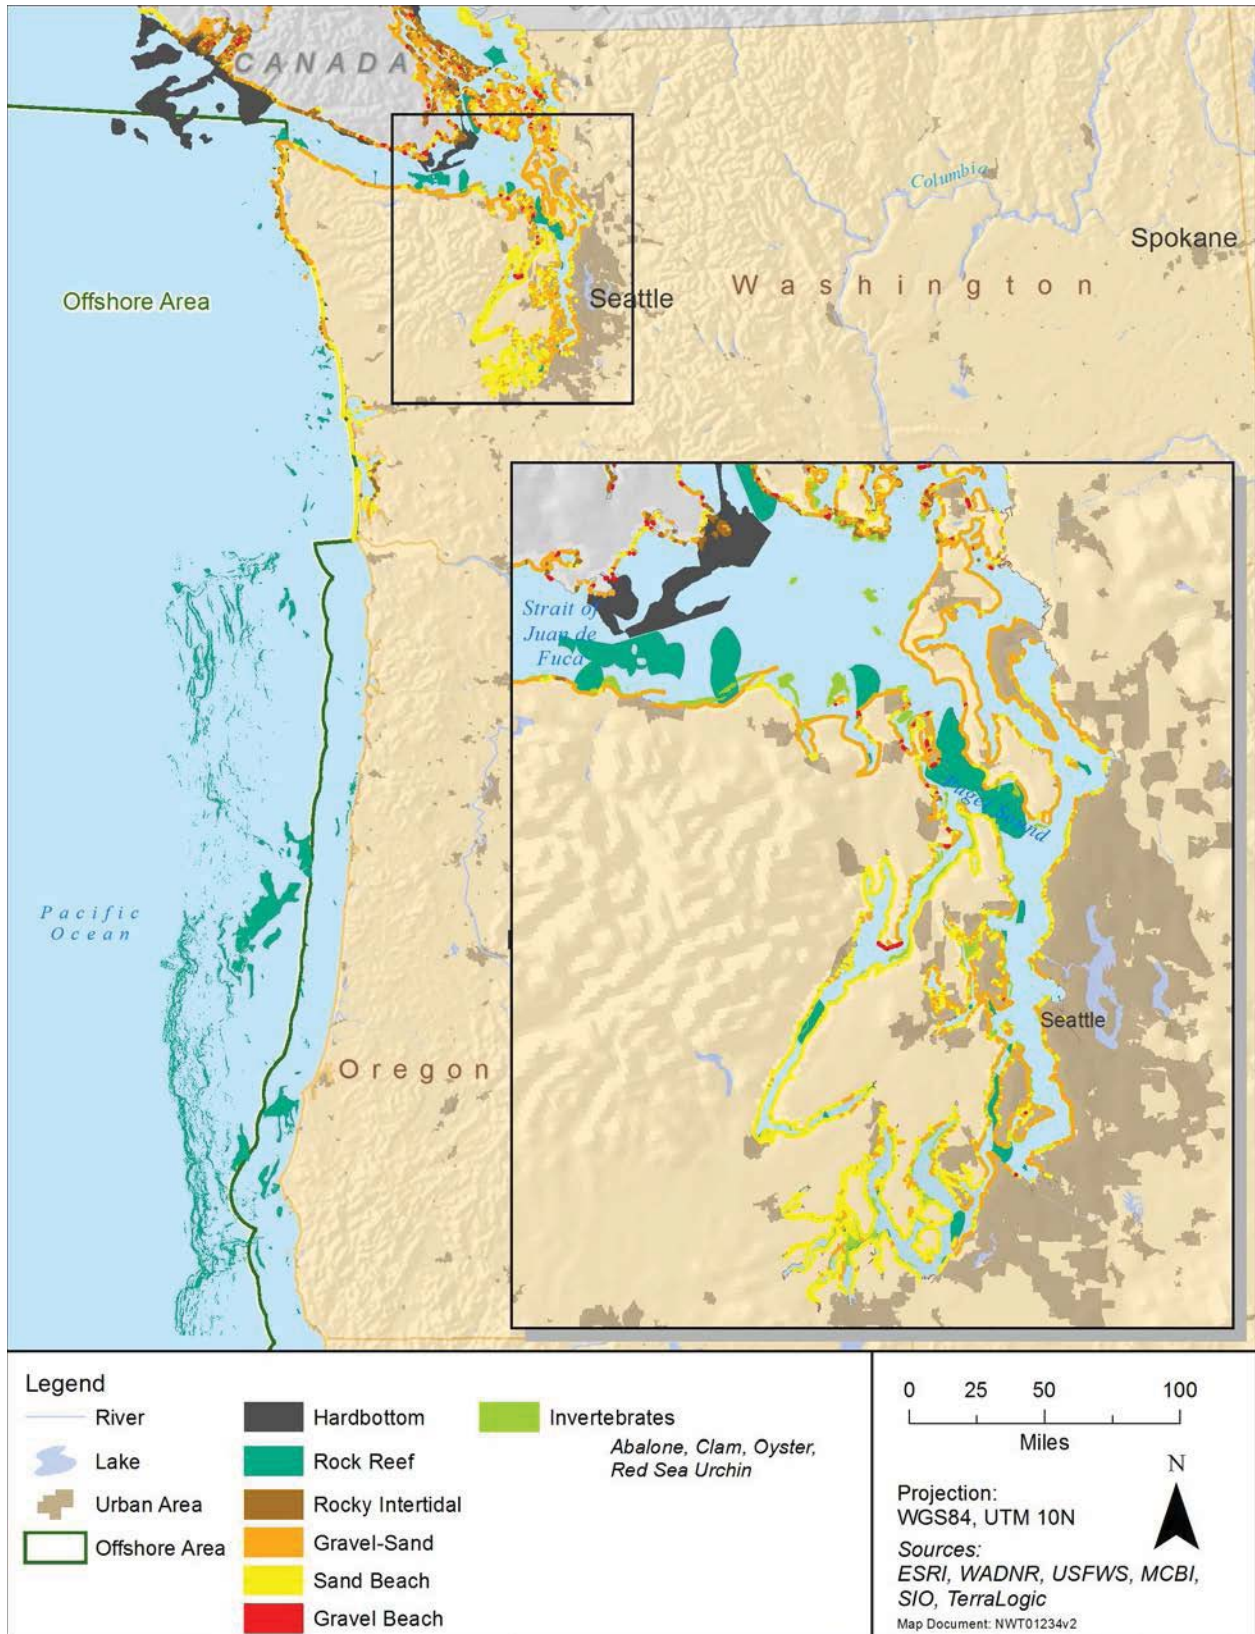 CANADA
Columbia
Spokane
Washington
Offshore Area
Seattle
Strait of
Juan de
Fuca
Puget Sound
Pacific
Ocean
Seattle
Oregon
Legend
River
Lake
Urban Area
Offshore Area
Hardbottom
Rock Reef
Rocky Intertidal
Gravel-Sand
Sand Beach
Gravel Beach
Invertebrates
Abalone, Clam, Oyster,
Red Sea Urchin
0 25 50 100
Miles
N
Projection:
WGS84, UTM 10N
Sources:
ESRI, WADNR, USFWS, MCBI,
SIO, TerraLogic
Map Document: NWT01234v2